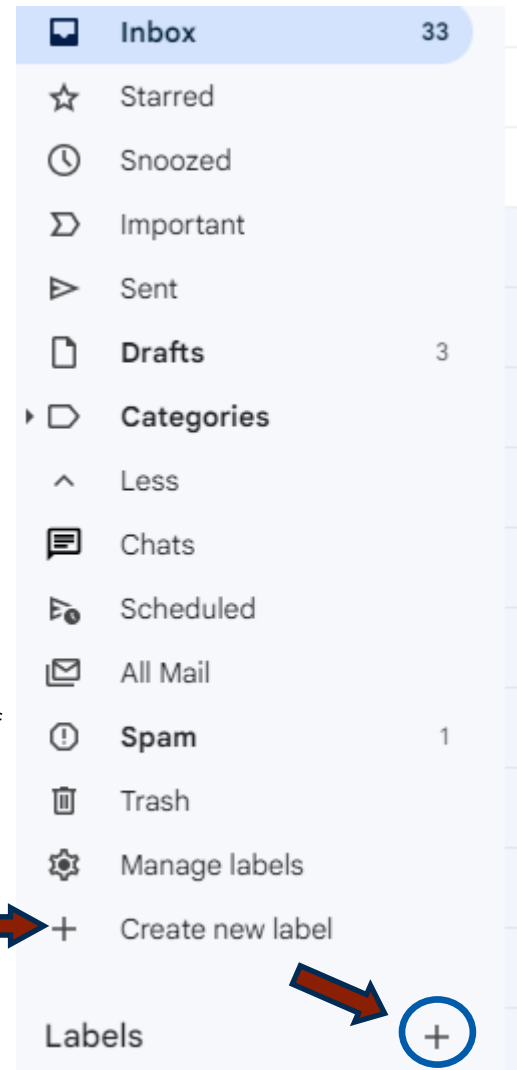 Inbox 33
Starred
Snoozed
Important
Sent
Drafts 3
Categories
Less
Chats
Scheduled
All Mail
Spam 1
Trash
Manage labels
+ Create new label
Labels +